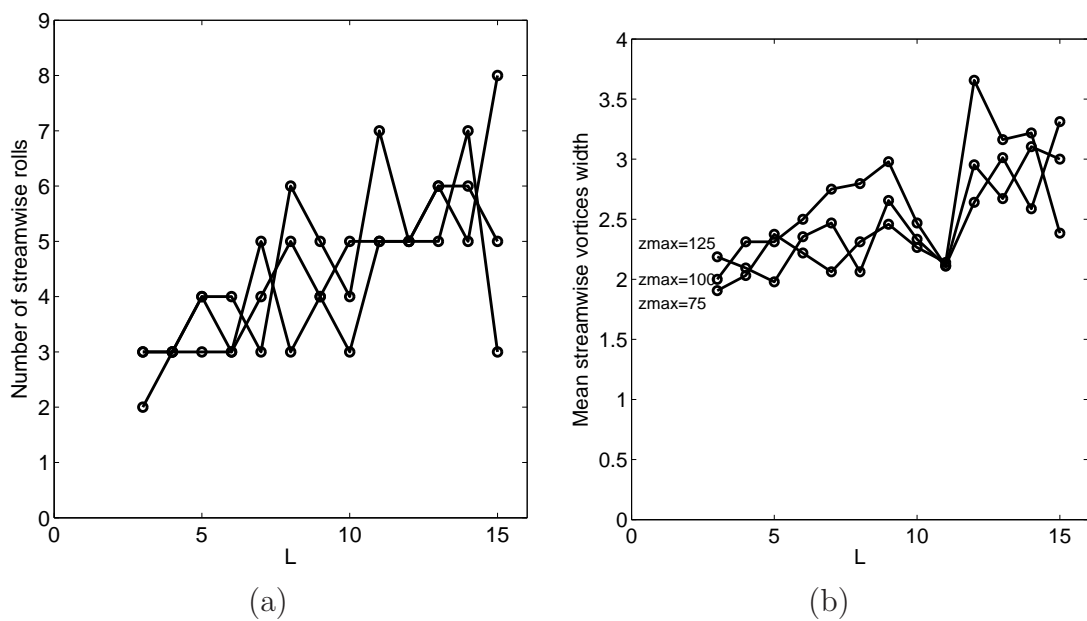 9
8
7
6
5
4
3
2
1
0
0 5 10 15
Number of streamwise rolls
L
(a)
4
3.5
3
2.5
2
1.5
1
0.5
0
0 5 10 15
Mean streamwise vortices width
zmax=125
zmax=100
zmax=75
L
(b)